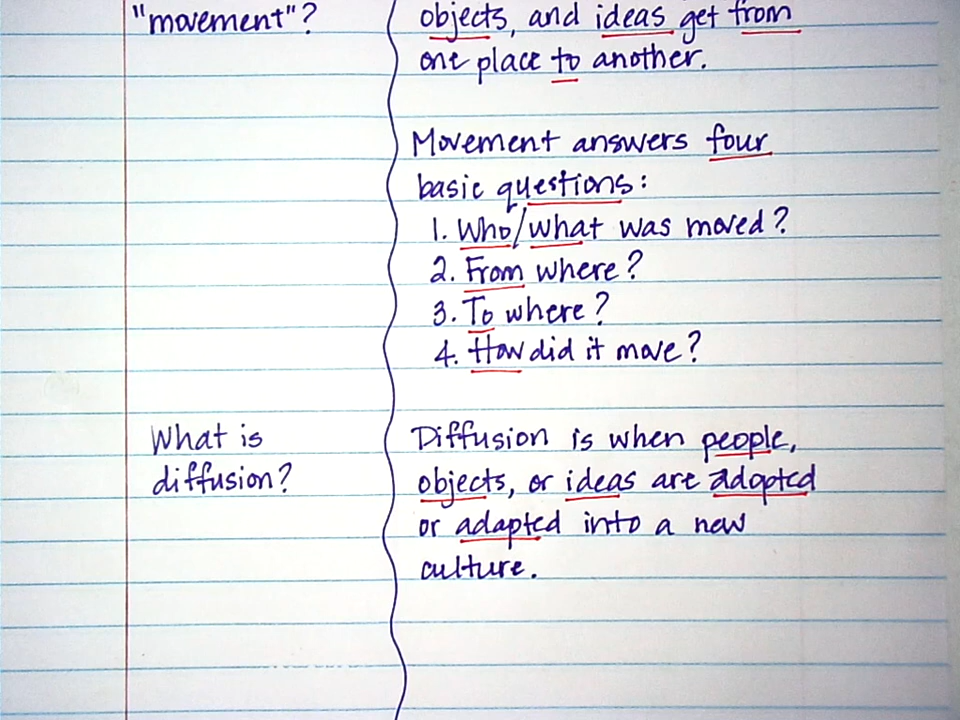 "movement"?
objects, and ideas get from
one place to another.
Movement answers four
basic questions:
1. Who/what was moved?
2. From where?
3. To where?
4. How did it move?
What is
diffusion?
Diffusion is when people,
objects, or ideas are adopted
or adapted into a new
culture.